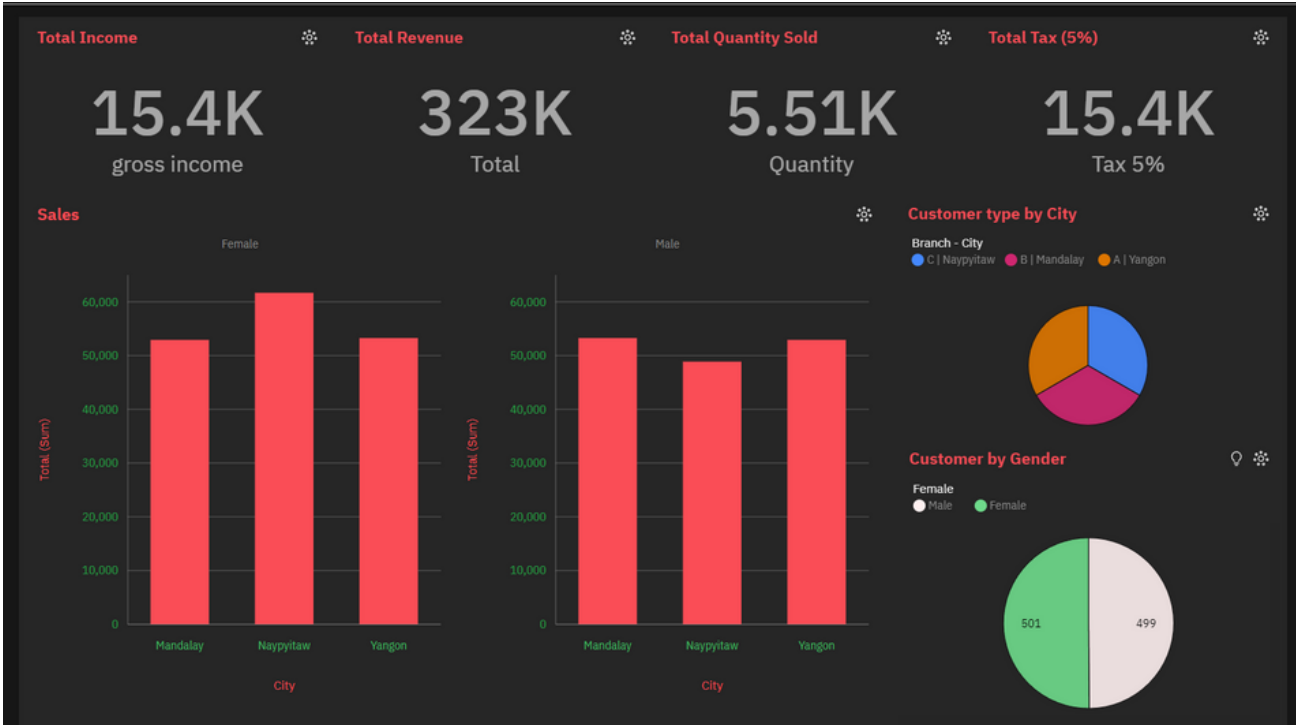 Total Income
Total Revenue
Total Quantity Sold
Total Tax (5%)
15.4K
323K
5.51K
15.4K
gross income
Total
Quantity
Tax 5%
Sales
Female
Male
60,000
50,000
40,000
30,000
20,000
10,000
0
Total (Sum)
Mandalay
Naypyitaw
Yangon
City
60,000
50,000
40,000
30,000
20,000
10,000
0
Total (Sum)
Mandalay
Naypyitaw
Yangon
City
Customer type by City
Branch - City
C | Naypyitaw
B | Mandalay
A | Yangon
Customer by Gender
Female
Male
Female
501
499